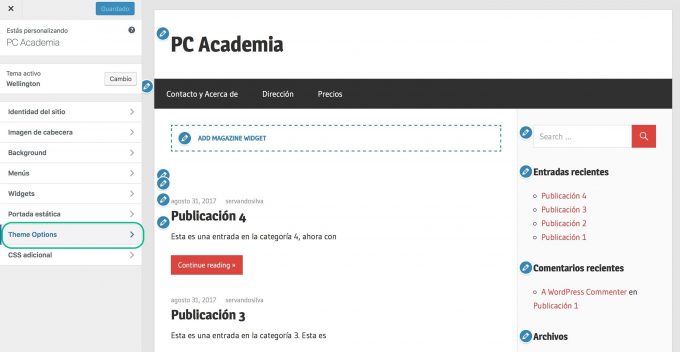 Guardado
Estás personalizando
PC Academia
Tema activo
Wellington
Cambio
Identidad del sitio
Imagen de cabecera
Background
Menús
Widgets
Portada estática
Theme Options
CSS adicional
PC Academia
Contacto y Acerca de
Dirección
Precios
ADD MAGAZINE WIDGET
agosto 31, 2017 servandosilva
Publicación 4
Esta es una entrada en la categoría 4, ahora con
Continue reading »
agosto 31, 2017 servandosilva
Publicación 3
Esta es una entrada en la categoría 3. Esta es
Search …
Entradas recientes
Publicación 4
Publicación 3
Publicación 2
Publicación 1
Comentarios recientes
A WordPress Commenter en
Publicación 1
Archivos